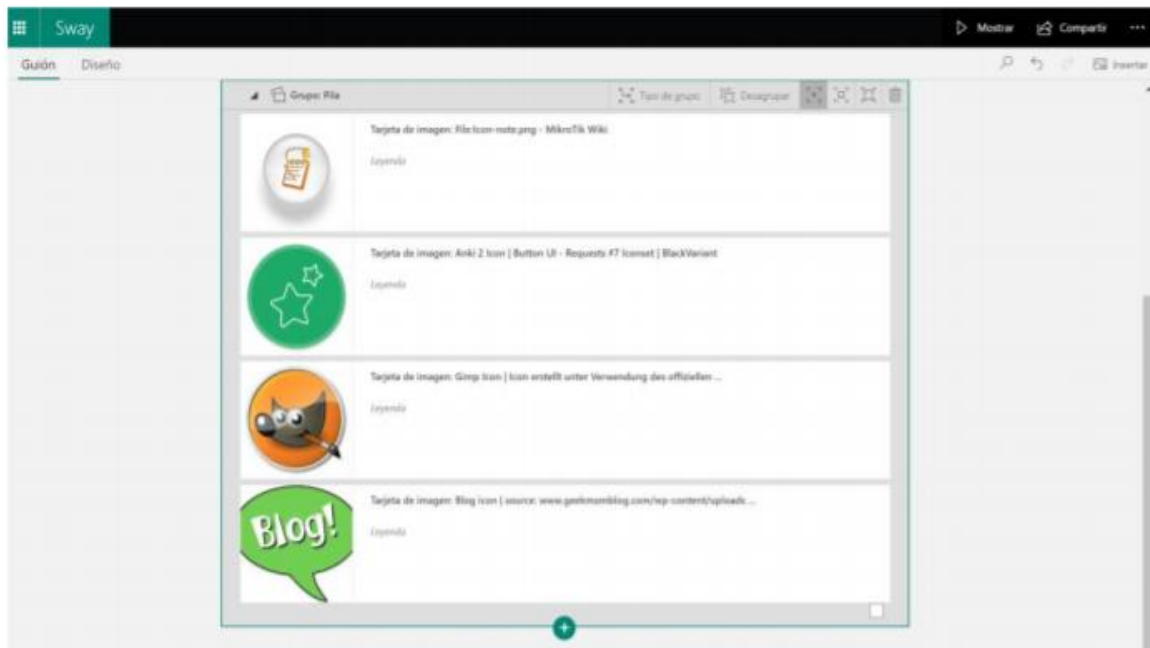 Sway
Mostrar
Compartir
Guión
Diseño
Insertar
Grupo: Pila
Tipo de grupo
Desagrupar
Tarjeta de imagen: File:Icon-note.png - MikroTik Wiki
Leyenda
Tarjeta de imagen: Anki 2 Icon | Button UI - Requests #7 Iconset | BlackVariant
Leyenda
Tarjeta de imagen: Gimp Icon | Icon erstellt unter Verwendung des offiziellen ...
Leyenda
Blog!
Tarjeta de imagen: Blog icon | source: www.geekmomblog.com/wp-content/uploads ...
Leyenda